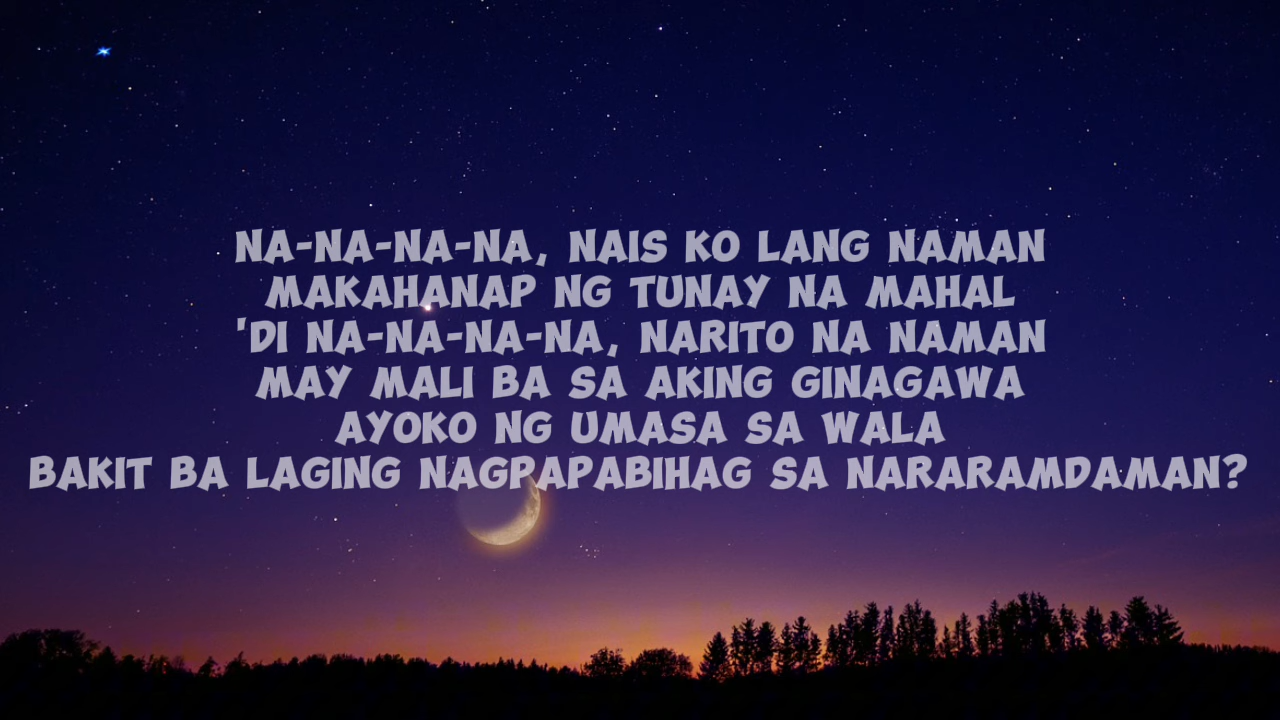 NA-NA-NA-NA, NAIS KO LANG NAMAN
MAKAHANAP NG TUNAY NA MAHAL
'DI NA-NA-NA-NA, NARITO NA NAMAN
MAY MALI BA SA AKING GINAGAWA
AYOKO NG UMASA SA WALA
BAKIT BA LAGING NAGPAPABIHAG SA NARARAMDAMAN?